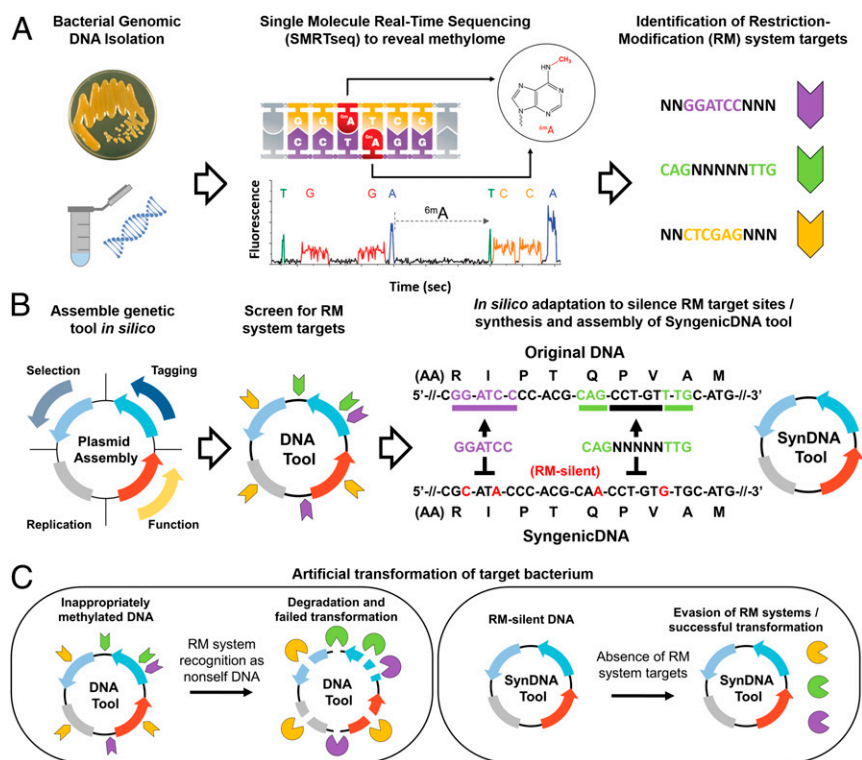 A
Bacterial Genomic
DNA Isolation
Single Molecule Real-Time Sequencing
(SMRTseq) to reveal methylome
Identification of Restriction-
Modification (RM) system targets
HN CH₃
N
N
N
N
6mA
G G 6mA T C C
C C T 6mA G G
NNGGATCCNNN
CAGNNNNNTTG
NNCTCGAGNNN
T G G A T C C A
6mA
Fluorescence
Time (sec)
B
Assemble genetic
tool in silico
Screen for RM
system targets
In silico adaptation to silence RM target sites /
synthesis and assembly of SyngenicDNA tool
Selection
Tagging
Plasmid
Assembly
Replication
Function
DNA
Tool
Original DNA
(AA) R I P T Q P V A M
5'-//-CGG-ATC-CCC-ACG-CAG-CCT-GTT-TGC-ATG-//-3'
GGATCC CAGNNNNNTTG
(RM-silent)
5'-//-CGC-ATA-CCC-ACG-CAA-CCT-GTG-TGC-ATG-//-3'
(AA) R I P T Q P V A M
SyngenicDNA
SynDNA
Tool
C
Artificial transformation of target bacterium
Inappropriately
methylated DNA
DNA
Tool
RM system
recognition as
nonself DNA
Degradation and
failed transformation
DNA
Tool
RM-silent DNA
SynDNA
Tool
Absence of RM
system targets
Evasion of RM systems /
successful transformation
SynDNA
Tool